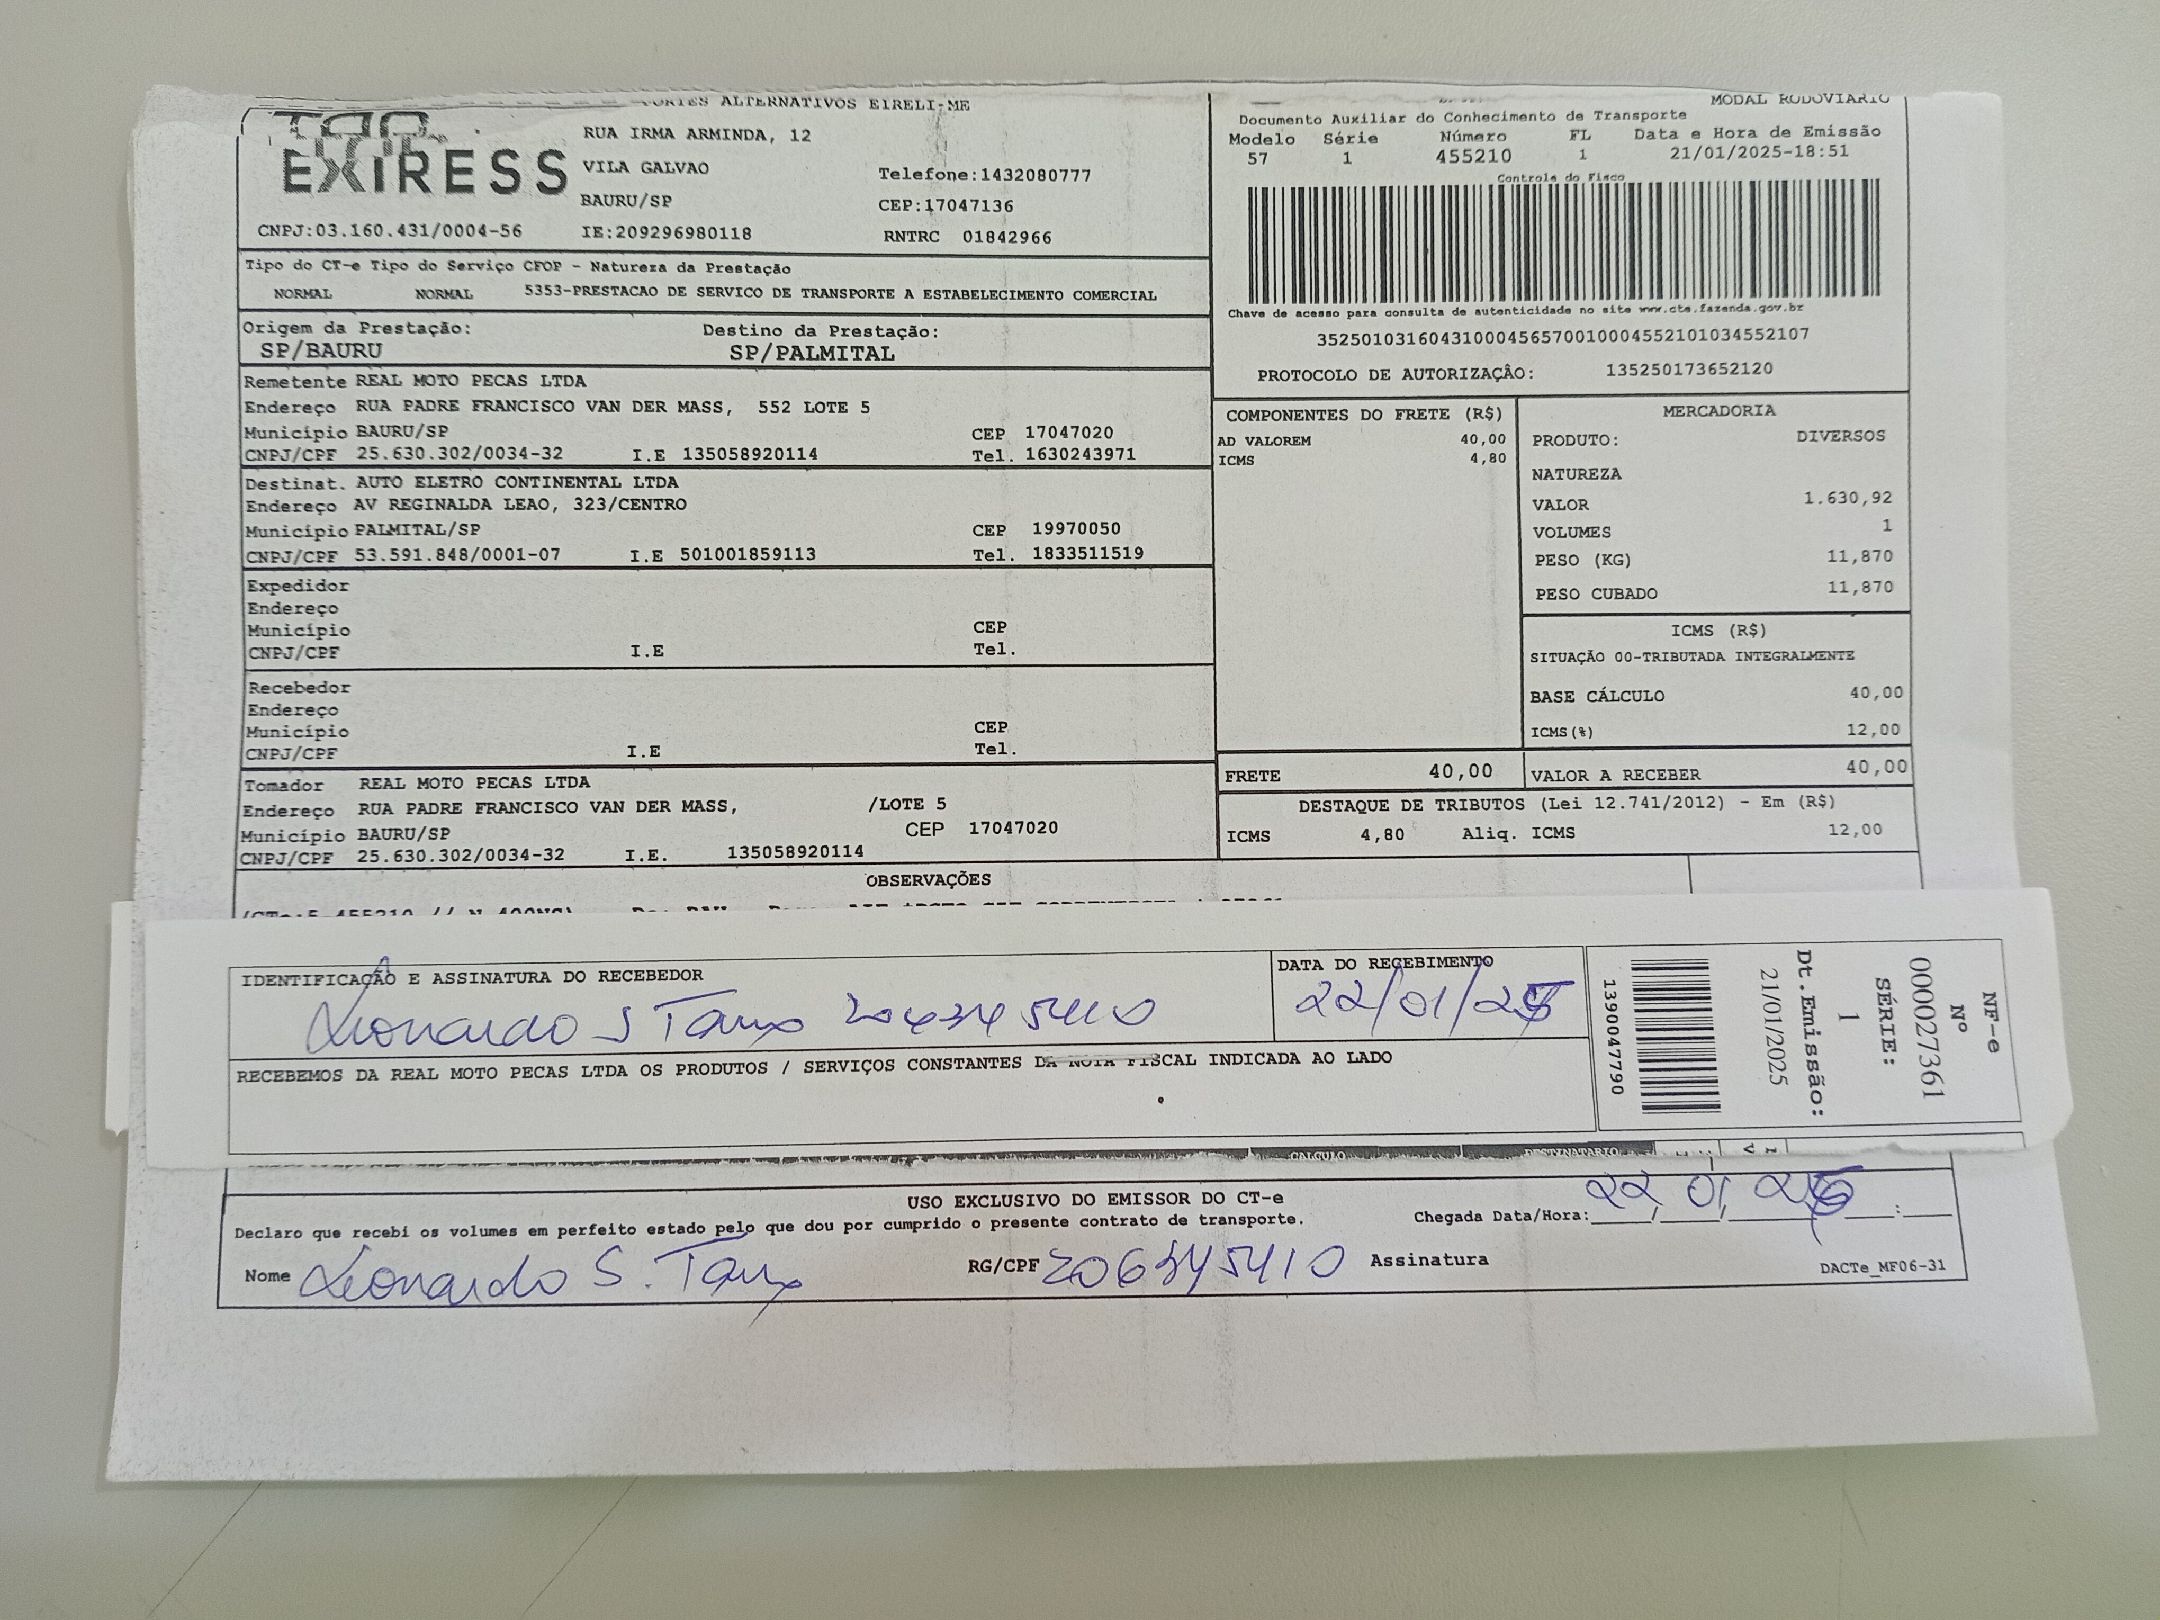 ALTERNATIVOS EIRELI-ME
EXPRESS
RUA IRMA ARMINDA, 12
VILA GALVAO
Telefone:1432080777
BAURU/SP
CEP:17047136
CNPJ:03.160.431/0004-56
IE:209296980118
RNTRC 01842966
MODAL RODOVIARIO
Documento Auxiliar do Conhecimento de Transporte
Modelo Série Número FL Data e Hora de Emissão
57 1 455210 1 21/01/2025-18:51
Controle do Fisco
Chave de acesso para consulta de autenticidade no site www.cte.fazenda.gov.br
35250103160431000456570010004552101034552107
PROTOCOLO DE AUTORIZAÇÂO: 135250173652120
Tipo do CT-e Tipo do Serviço CFOP - Natureza da Prestação
NORMAL NORMAL 5353-PRESTACAO DE SERVICO DE TRANSPORTE A ESTABELECIMENTO COMERCIAL
Origem da Prestação: Destino da Prestação:
SP/BAURU SP/PALMITAL
Remetente REAL MOTO PECAS LTDA
Endereço RUA PADRE FRANCISCO VAN DER MASS, 552 LOTE 5
Município BAURU/SP CEP 17047020
CNPJ/CPF 25.630.302/0034-32 I.E 135058920114 Tel. 1630243971
Destinat. AUTO ELETRO CONTINENTAL LTDA
Endereço AV REGINALDA LEAO, 323/CENTRO
Município PALMITAL/SP CEP 19970050
CNPJ/CPF 53.591.848/0001-07 I.E 501001859113 Tel. 1833511519
Expedidor
Endereço
Município CEP
CNPJ/CPF I.E Tel.
Recebedor
Endereço
Município CEP
CNPJ/CPF I.E Tel.
Tomador REAL MOTO PECAS LTDA
Endereço RUA PADRE FRANCISCO VAN DER MASS, /LOTE 5
Município BAURU/SP CEP 17047020
CNPJ/CPF 25.630.302/0034-32 I.E. 135058920114
COMPONENTES DO FRETE (R$)
AD VALOREM 40,00
ICMS 4,80
MERCADORIA
PRODUTO: DIVERSOS
NATUREZA
VALOR 1.630,92
VOLUMES 1
PESO (KG) 11,870
PESO CUBADO 11,870
ICMS (R$)
SITUAÇÃO 00-TRIBUTADA INTEGRALMENTE
BASE CÁLCULO 40,00
ICMS(%) 12,00
FRETE 40,00 VALOR A RECEBER 40,00
DESTAQUE DE TRIBUTOS (Lei 12.741/2012) - Em (R$)
ICMS 4,80 Aliq. ICMS 12,00
OBSERVAÇÕES
IDENTIFICAÇÃO E ASSINATURA DO RECEBEDOR
Leonardo S
DATA DO RECEBIMENTO
22/01/25
RECEBEMOS DA REAL MOTO PECAS LTDA OS PRODUTOS / SERVIÇOS CONSTANTES DA NOTA FISCAL INDICADA AO LADO
1390047790
NF-e
Nº
000027361
SÉRIE:
1
Dt.Emissão:
21/01/2025
CALCULO
DESTINATARIO
USO EXCLUSIVO DO EMISSOR DO CT-e
Declaro que recebi os volumes em perfeito estado pelo que dou por cumprido o presente contrato de transporte.
Chegada Data/Hora: 22/01/25
Nome Leonardo S. RG/CPF 206345410 Assinatura
DACTe_MF06-31